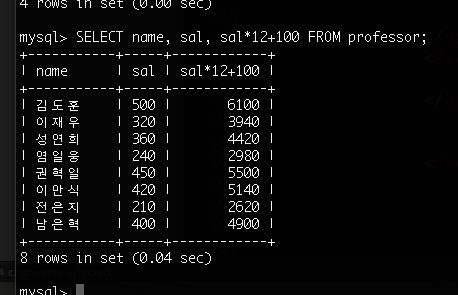 4 rows in set (0.00 sec)
mysql> SELECT name, sal, sal*12+100 FROM professor;
+-----------+-----+------------+
| name      | sal | sal*12+100 |
+-----------+-----+------------+
| 김도훈    | 500 |       6100 |
| 이재우    | 320 |       3940 |
| 성연희    | 360 |       4420 |
| 염일웅    | 240 |       2980 |
| 권혁일    | 450 |       5500 |
| 이만식    | 420 |       5140 |
| 전은지    | 210 |       2620 |
| 남은혁    | 400 |       4900 |
+-----------+-----+------------+
8 rows in set (0.04 sec)
mysql>